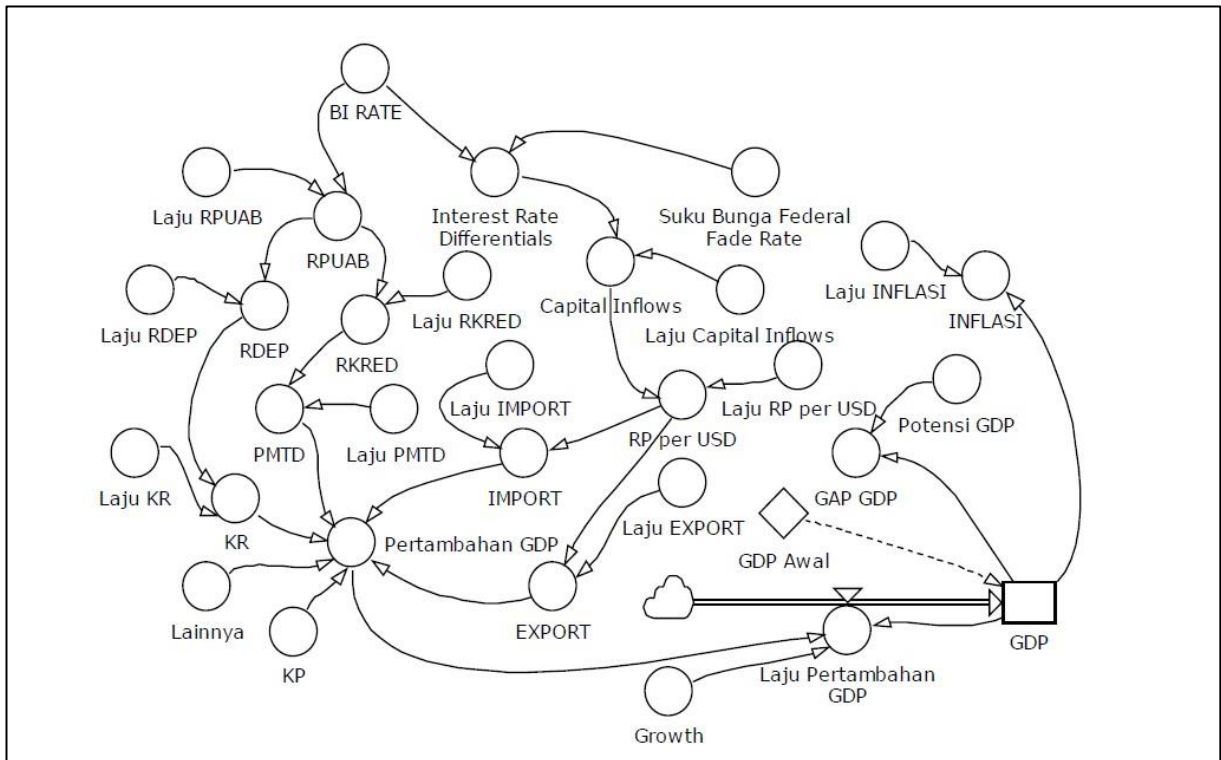 BI RATE
Laju RPUAB
Interest Rate
Differentials
Suku Bunga Federal
Fade Rate
RPUAB
Laju INFLASI
INFLASI
Laju RDEP
RDEP
Laju RKRED
RKRED
Capital Inflows
Laju Capital Inflows
Laju IMPORT
RP per USD
Laju RP per USD
Potensi GDP
PMTD
Laju PMTD
Laju KR
KR
IMPORT
GAP GDP
Laju EXPORT
Pertambahan GDP
GDP Awal
Lainnya
KP
EXPORT
GDP
Laju Pertambahan
GDP
Growth